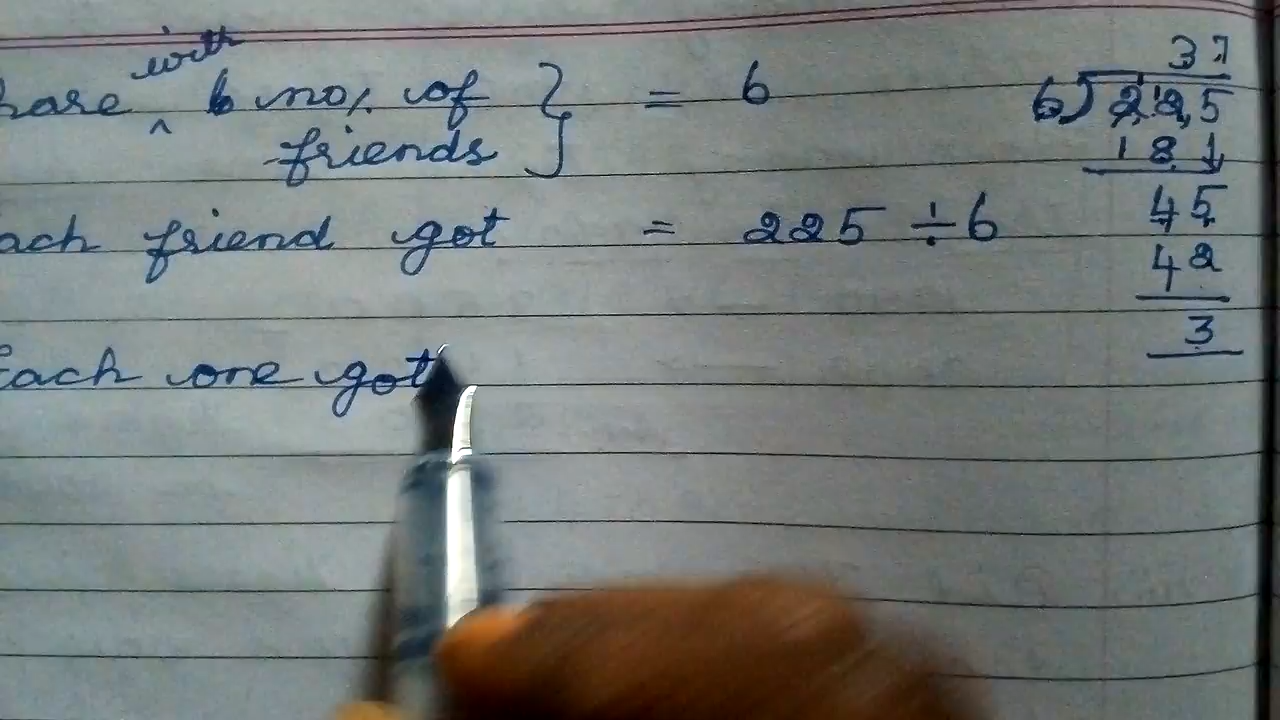 with
hare ^ 6 no/. of } = 6
friends
ach friend got = 225 ÷ 6
Each one got
37
6)225
18↓
45
42
3